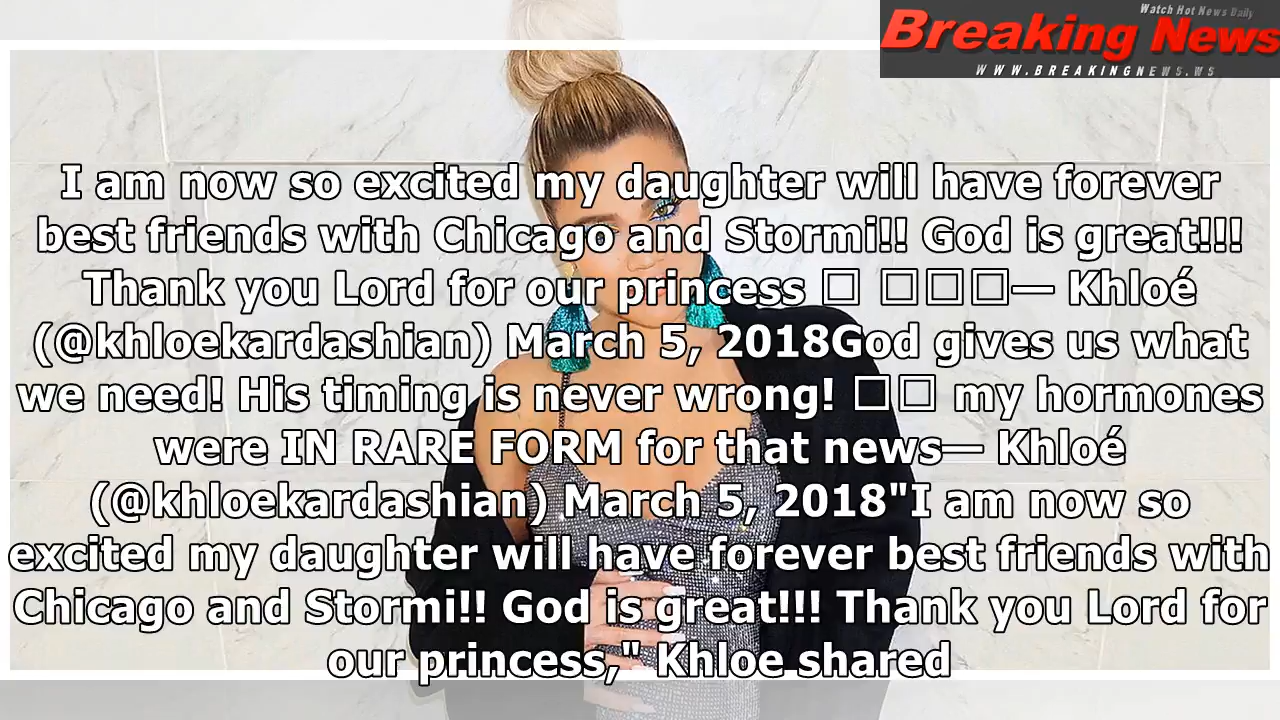 Watch Hot News Daily
Breaking News
WWW.BREAKINGNEWS.WS
I am now so excited my daughter will have forever
best friends with Chicago and Stormi!! God is great!!!
Thank you Lord for our princess □ □□□— Khloé
(@khloekardashian) March 5, 2018God gives us what
we need! His timing is never wrong! □□ my hormones
were IN RARE FORM for that news— Khloé
(@khloekardashian) March 5, 2018"I am now so
excited my daughter will have forever best friends with
Chicago and Stormi!! God is great!!! Thank you Lord for
our princess," Khloe shared